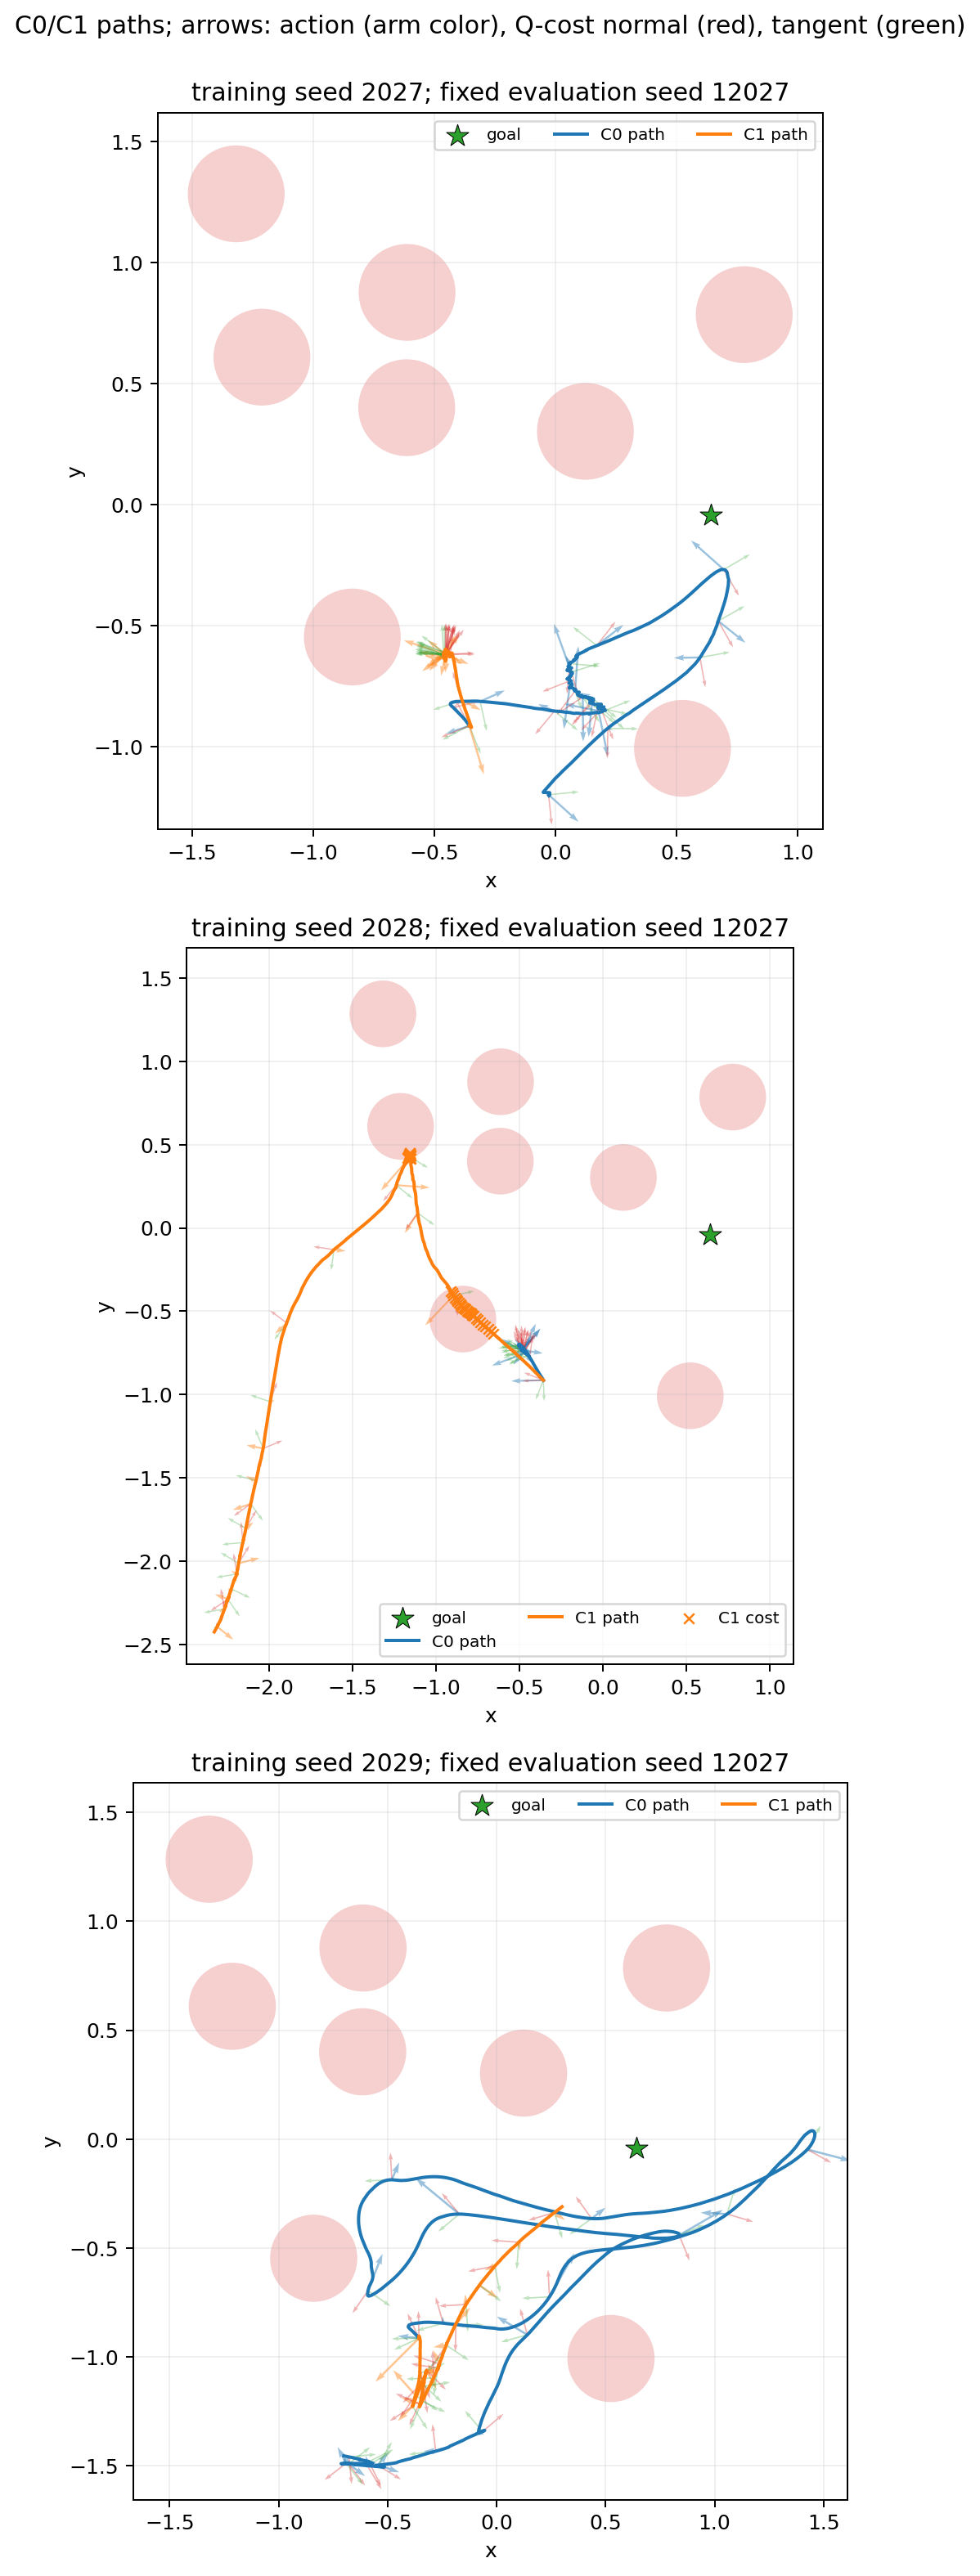 C0/C1 paths; arrows: action (arm color), Q-cost normal (red), tangent (green)
training seed 2027; fixed evaluation seed 12027
goal C0 path C1 path
1.5
1.0
0.5
0.0
−0.5
−1.0
y
−1.5 −1.0 −0.5 0.0 0.5 1.0
x
training seed 2028; fixed evaluation seed 12027
1.5
1.0
0.5
0.0
−0.5
−1.0
−1.5
−2.0
−2.5
y
goal C1 path C1 cost
C0 path
−2.0 −1.5 −1.0 −0.5 0.0 0.5 1.0
x
training seed 2029; fixed evaluation seed 12027
goal C0 path C1 path
1.5
1.0
0.5
0.0
−0.5
−1.0
−1.5
y
−1.5 −1.0 −0.5 0.0 0.5 1.0 1.5
x